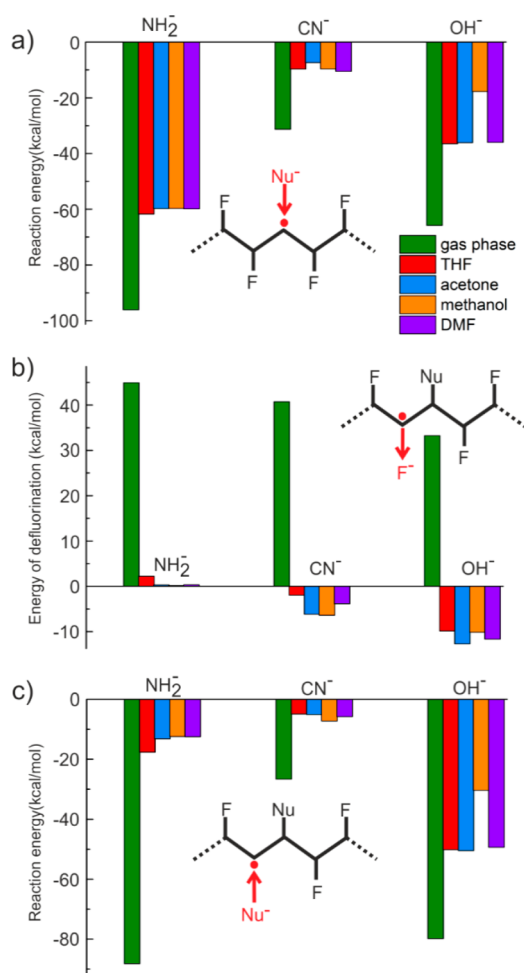 a)
NH₂⁻ CN⁻ OH⁻
0
-20
-40
-60
-80
-100
Reaction energy(kcal/mol)
Nu⁻
F F
F F
gas phase
THF
acetone
methanol
DMF
b)
40
30
20
10
0
-10
Energy of defluorination (kcal/mol)
F Nu F
F
F⁻
NH₂⁻
CN⁻
OH⁻
c)
NH₂⁻ CN⁻ OH⁻
0
-20
-40
-60
-80
Reaction energy(kcal/mol)
F Nu F
F
Nu⁻